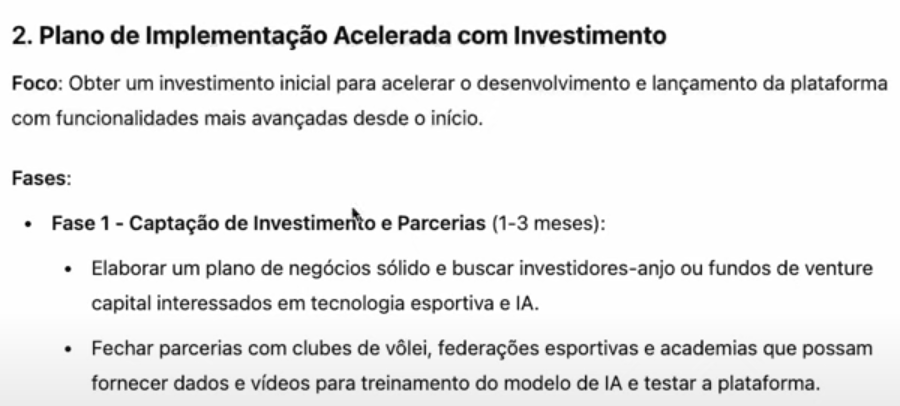 2. Plano de Implementação Acelerada com Investimento
Foco: Obter um investimento inicial para acelerar o desenvolvimento e lançamento da plataforma
com funcionalidades mais avançadas desde o início.
Fases:
• Fase 1 - Captação de Investimento e Parcerias (1-3 meses):
• Elaborar um plano de negócios sólido e buscar investidores-anjo ou fundos de venture
capital interessados em tecnologia esportiva e IA.
• Fechar parcerias com clubes de vôlei, federações esportivas e academias que possam
fornecer dados e vídeos para treinamento do modelo de IA e testar a plataforma.